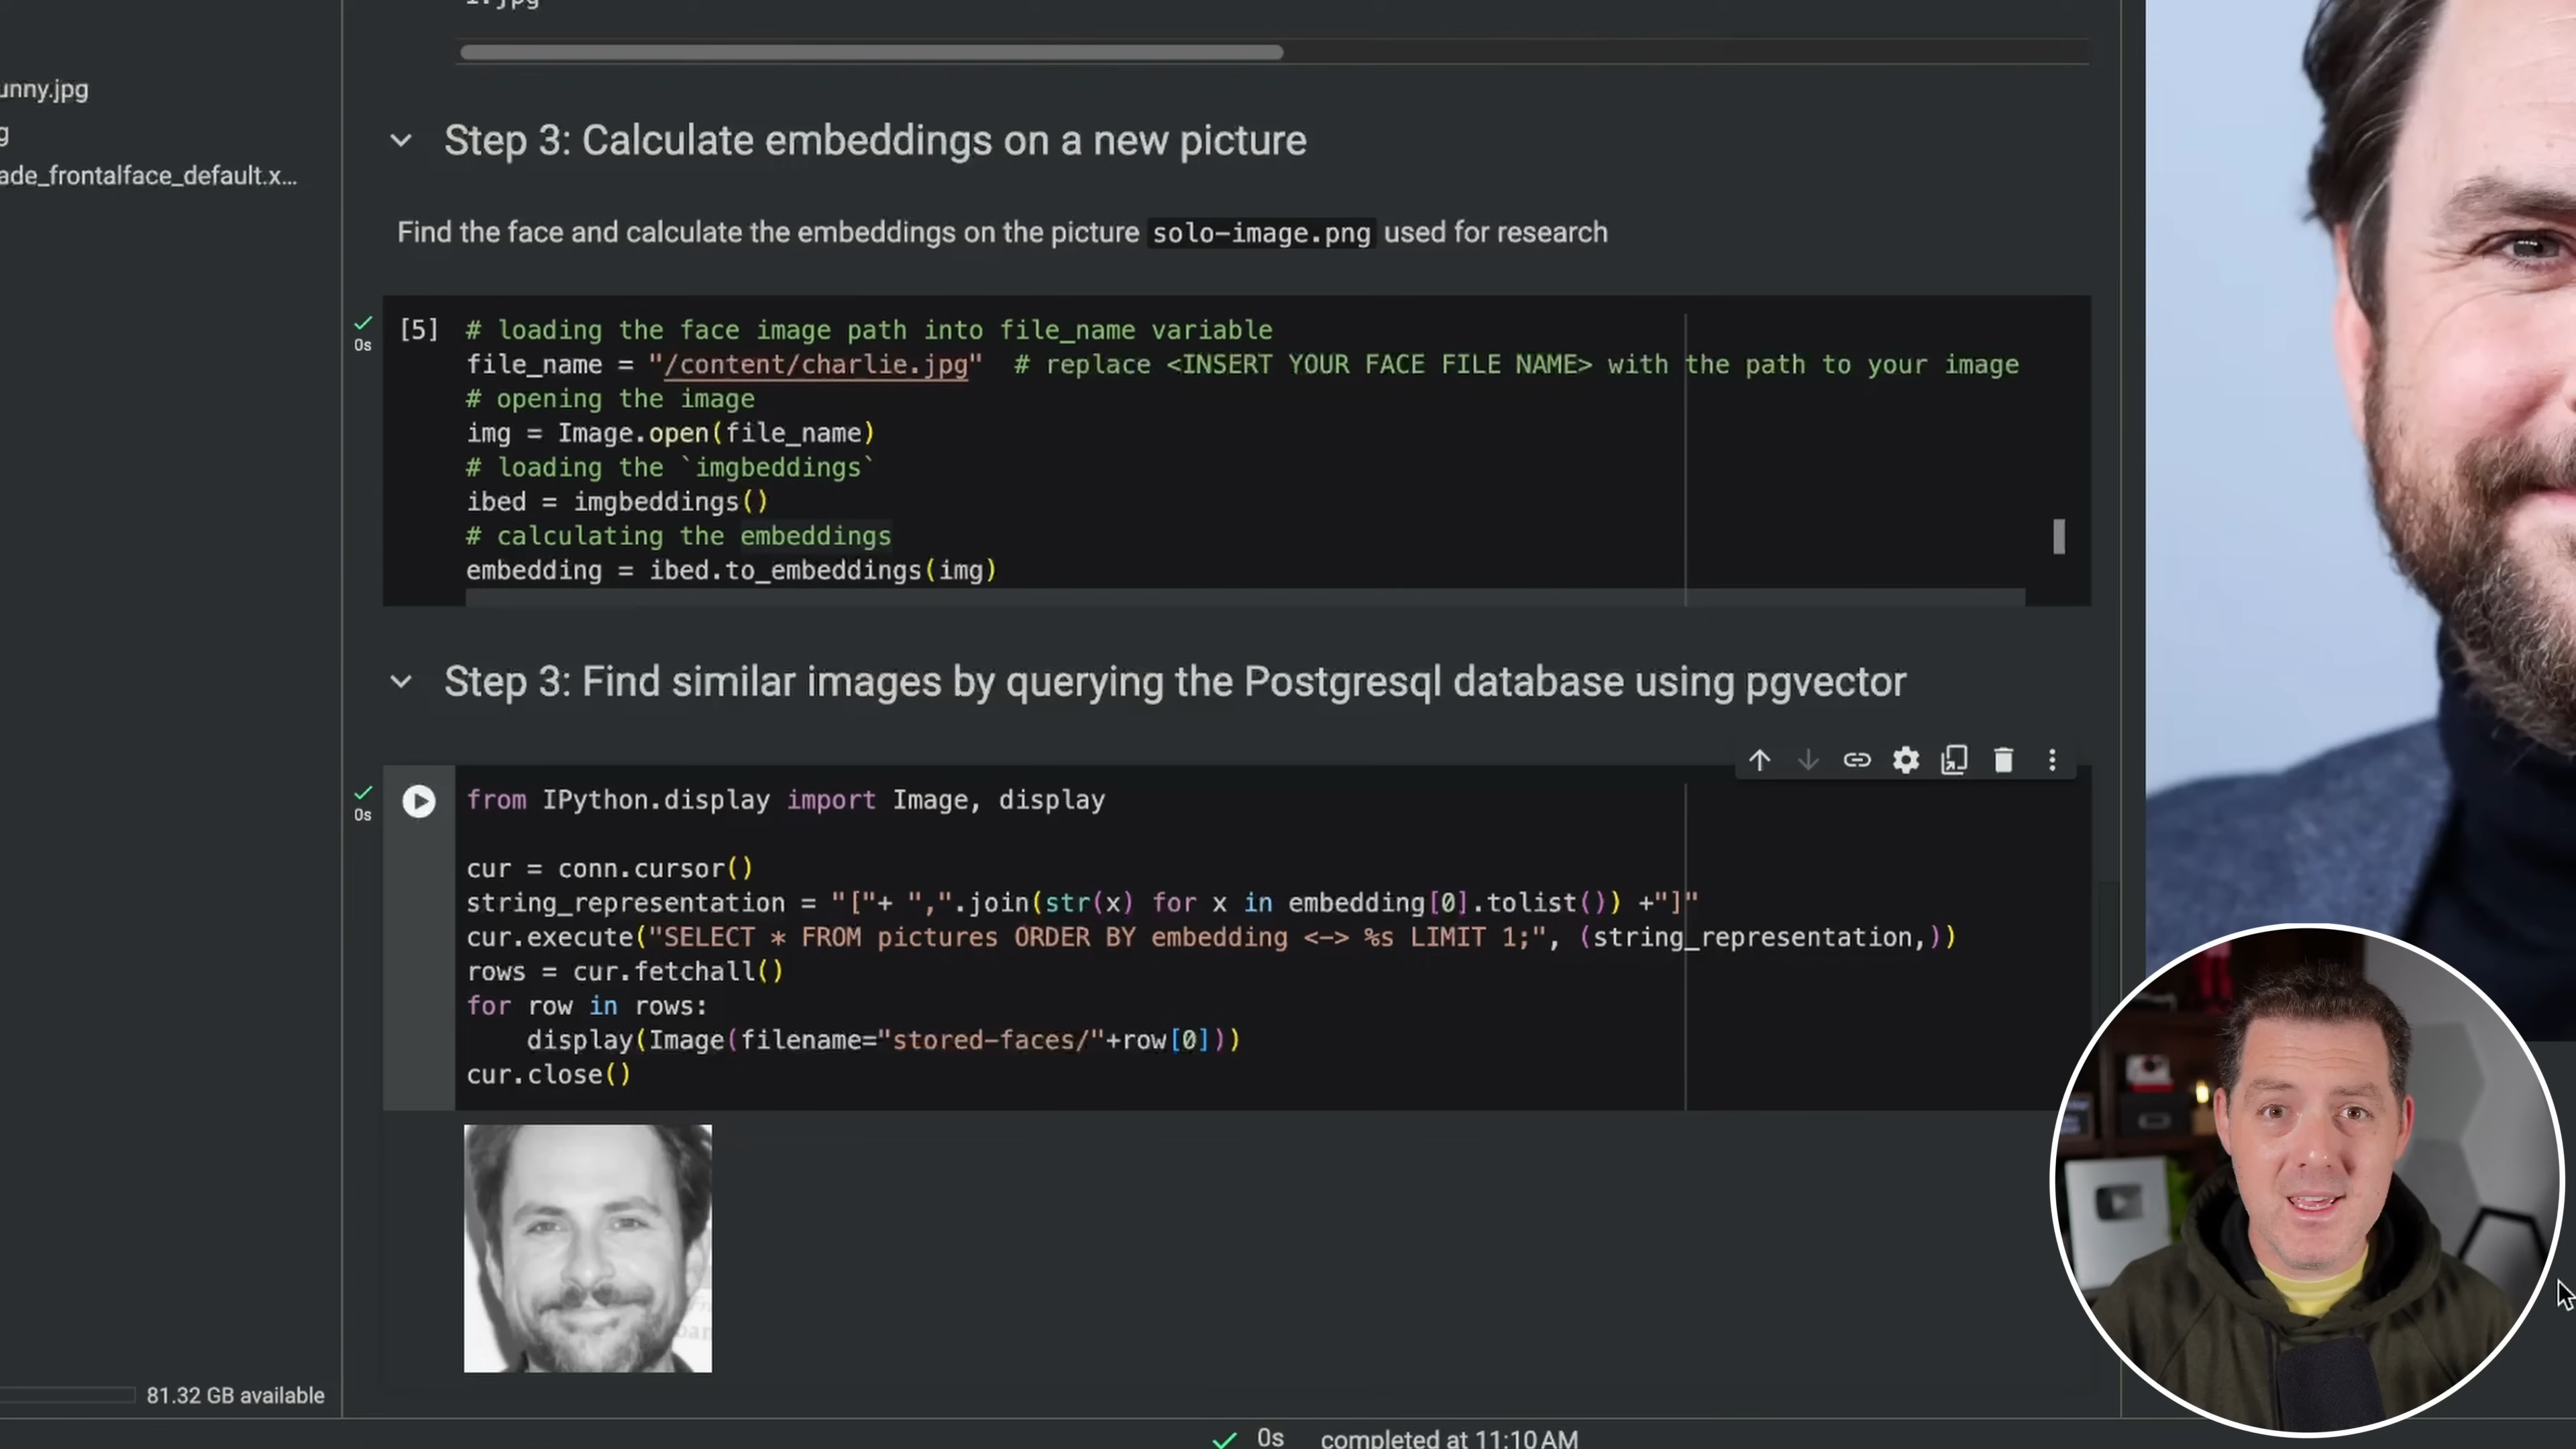 unny.jpg
g
ade_frontalface_default.x...
Step 3: Calculate embeddings on a new picture
Find the face and calculate the embeddings on the picture solo-image.png used for research
0s
[5]
# loading the face image path into file_name variable
file_name = "/content/charlie.jpg"  # replace <INSERT YOUR FACE FILE NAME> with the path to your image
# opening the image
img = Image.open(file_name)
# loading the `imgbeddings`
ibed = imgbeddings()
# calculating the embeddings
embedding = ibed.to_embeddings(img)
Step 3: Find similar images by querying the Postgresql database using pgvector
0s
from IPython.display import Image, display
cur = conn.cursor()
string_representation = "["+ ",".join(str(x) for x in embedding[0].tolist()) +"]"
cur.execute("SELECT * FROM pictures ORDER BY embedding <-> %s LIMIT 1;", (string_representation,))
rows = cur.fetchall()
for row in rows:
    display(Image(filename="stored-faces/"+row[0]))
cur.close()
81.32 GB available
0s completed at 11:10 AM